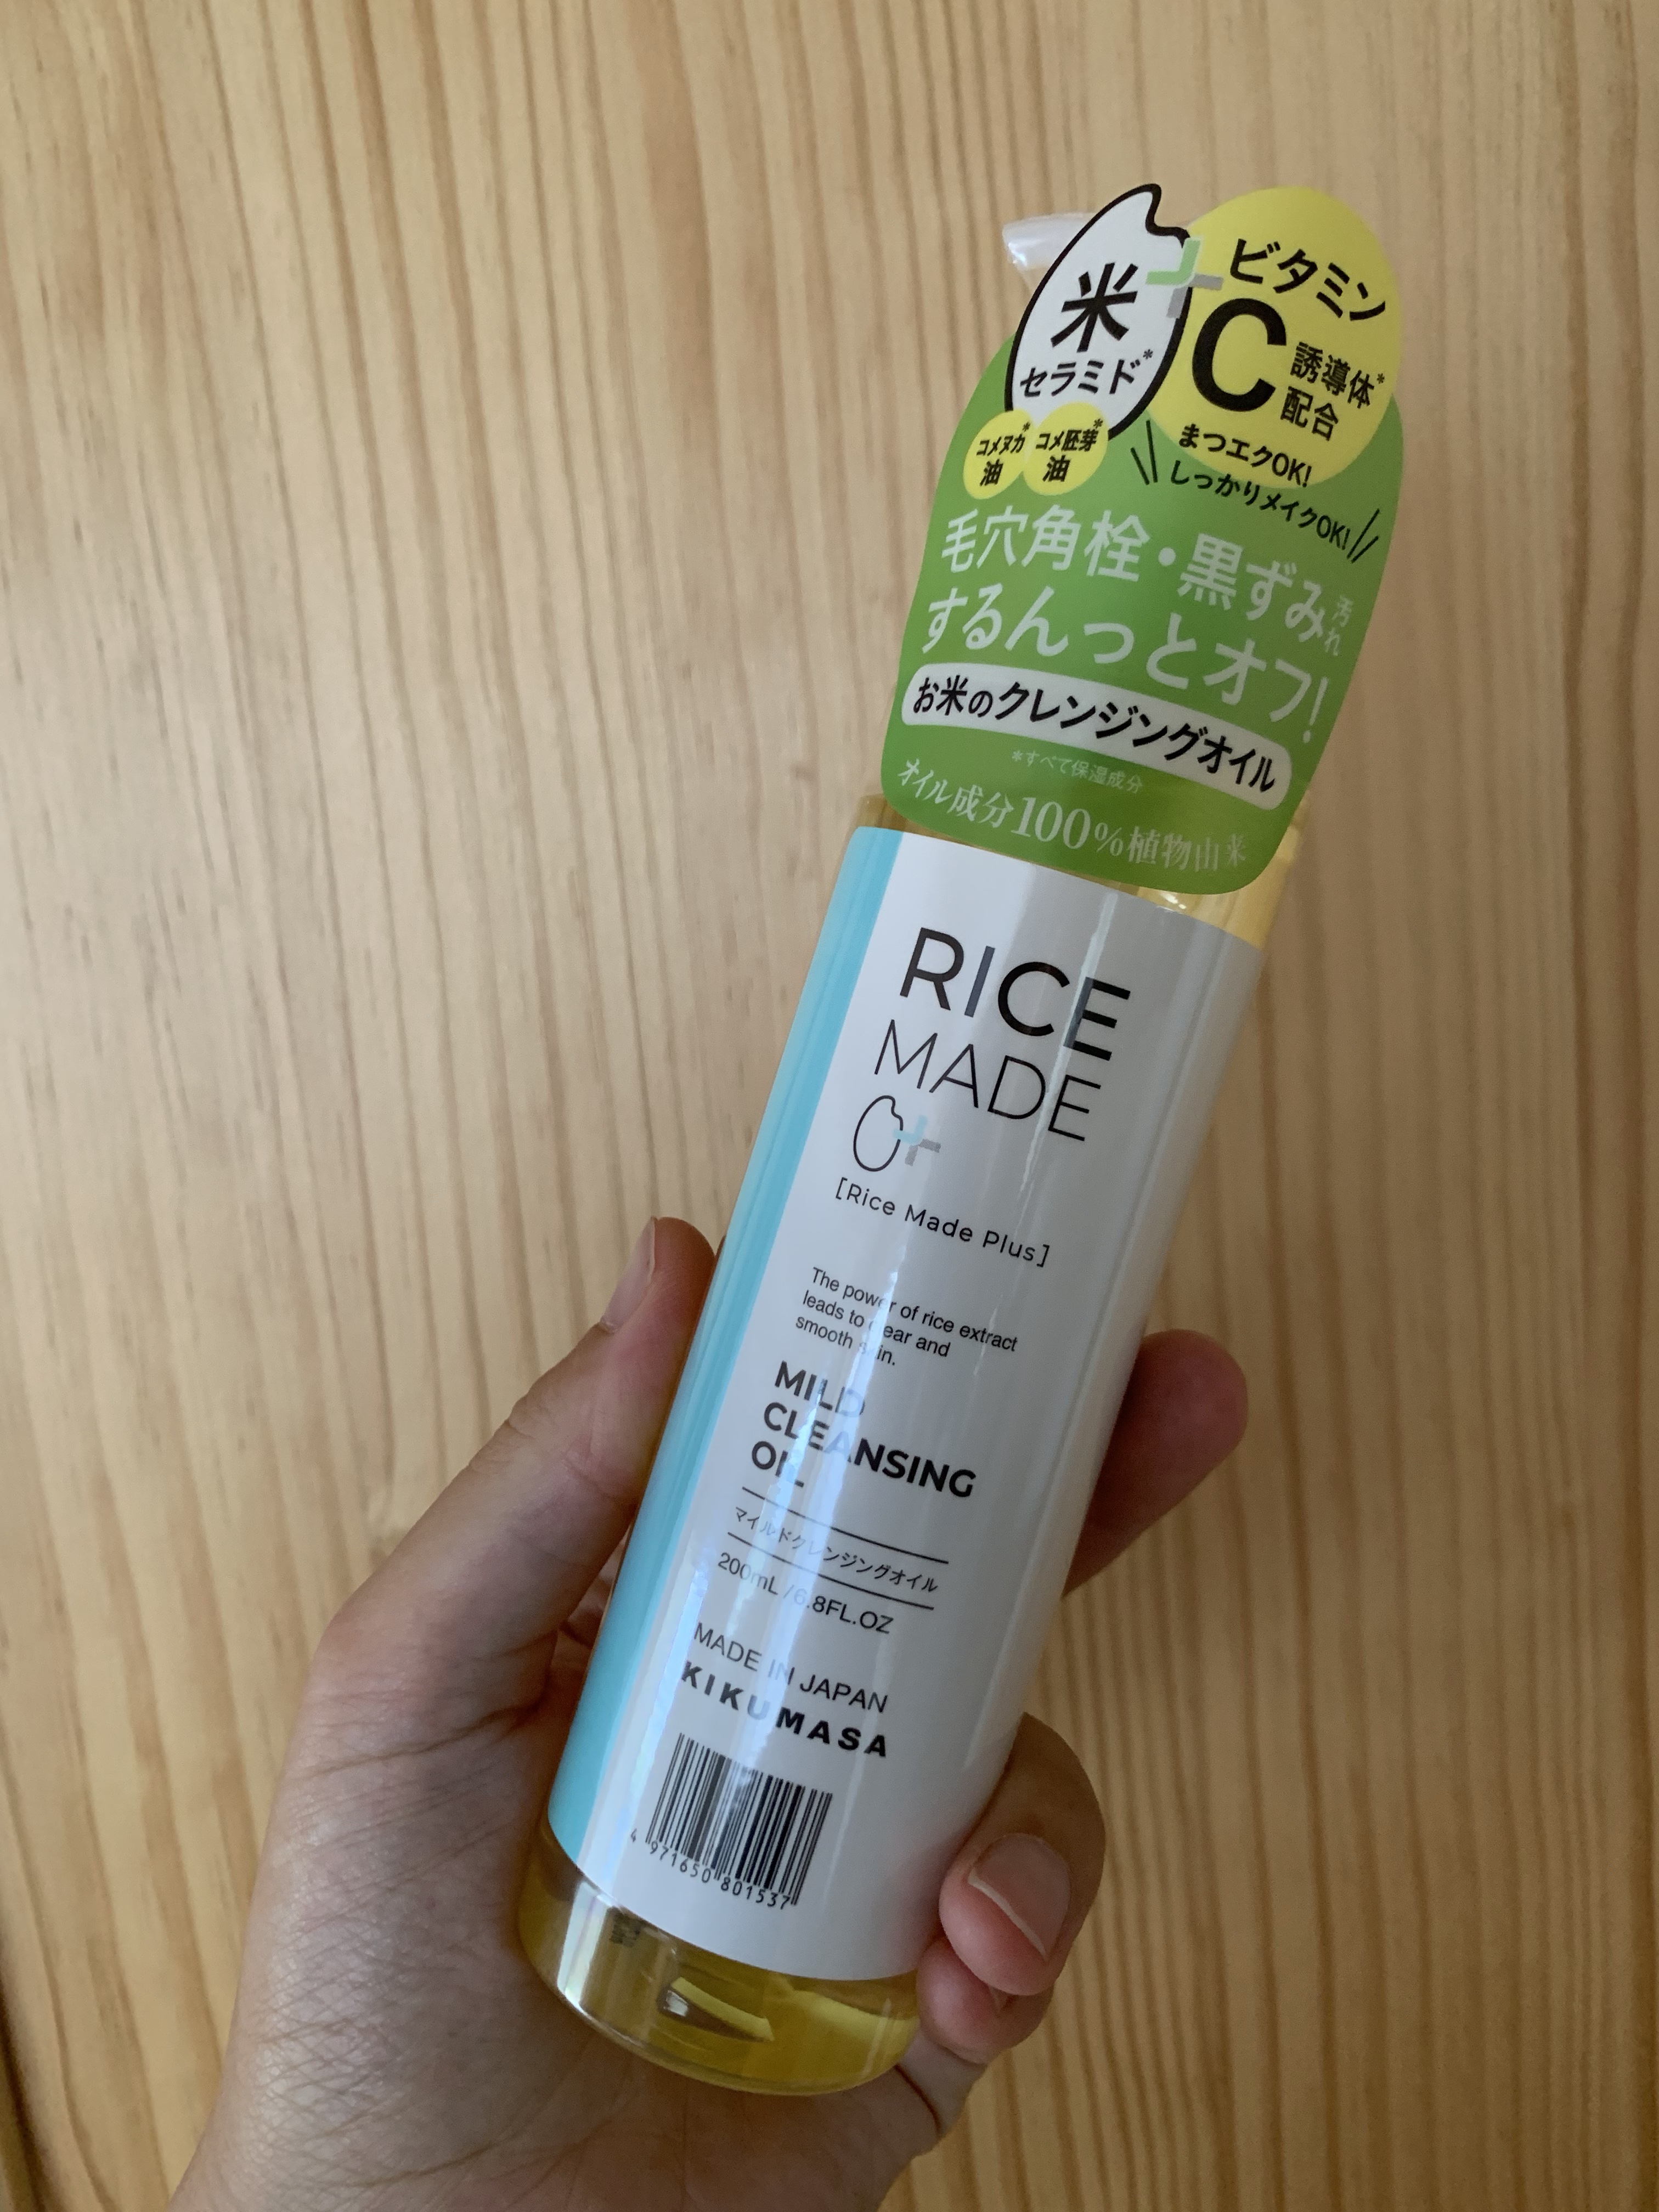 米
セラミド*
ビタミン
C
誘導体*
配合
コメヌカ*
油
コメ胚芽*
油
まつエクOK!
しっかりメイクOK!
毛穴角栓・黒ずみ汚れ
するんっとオフ!
お米のクレンジングオイル
*すべて保湿成分
オイル成分100%植物由来
RICE
MADE
[Rice Made Plus]
The power of rice extract
leads to clear and
smooth skin.
MILD
CLEANSING
OIL
マイルドクレンジングオイル
200mL /6.8FL.OZ
MADE IN JAPAN
KIKUMASA
4 971650 801537